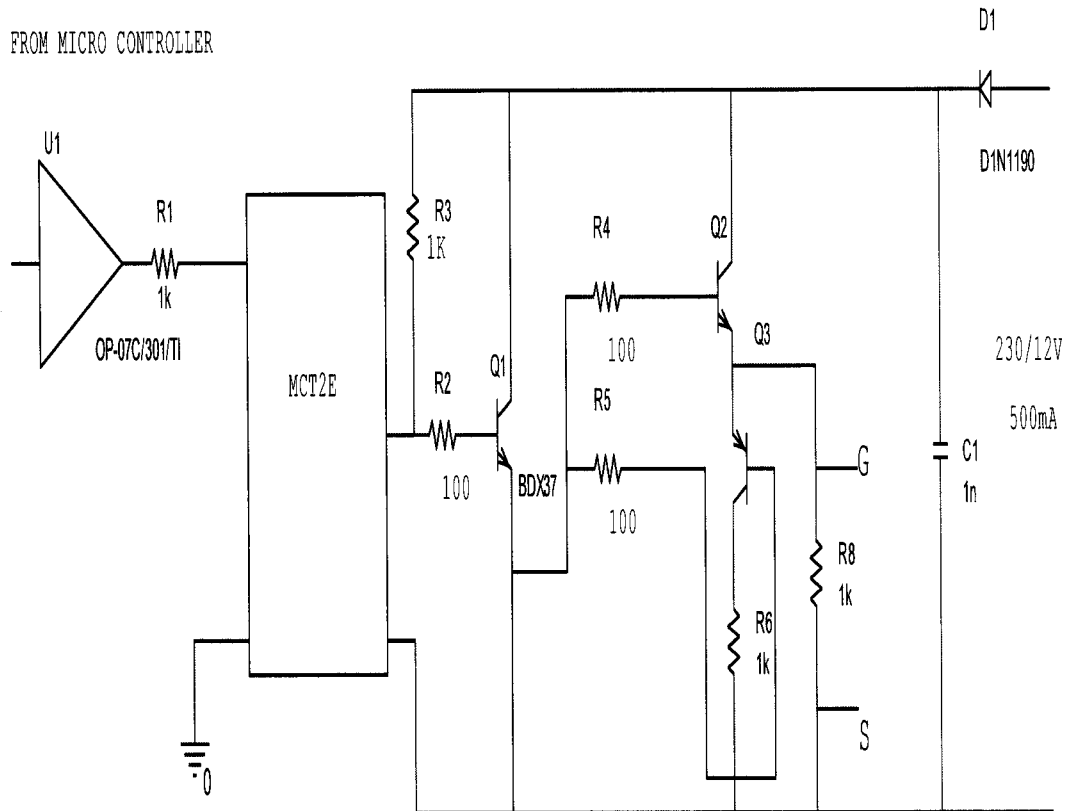 FROM MICRO CONTROLLER
D1
D1N1190
U1
R1
1k
OP-07C/301/TI
MCT2E
R3
1K
R2
100
Q1
BDX37
R4
100
R5
100
Q2
Q3
R6
1k
R8
1k
G
S
C1
1n
230/12V
500mA
0